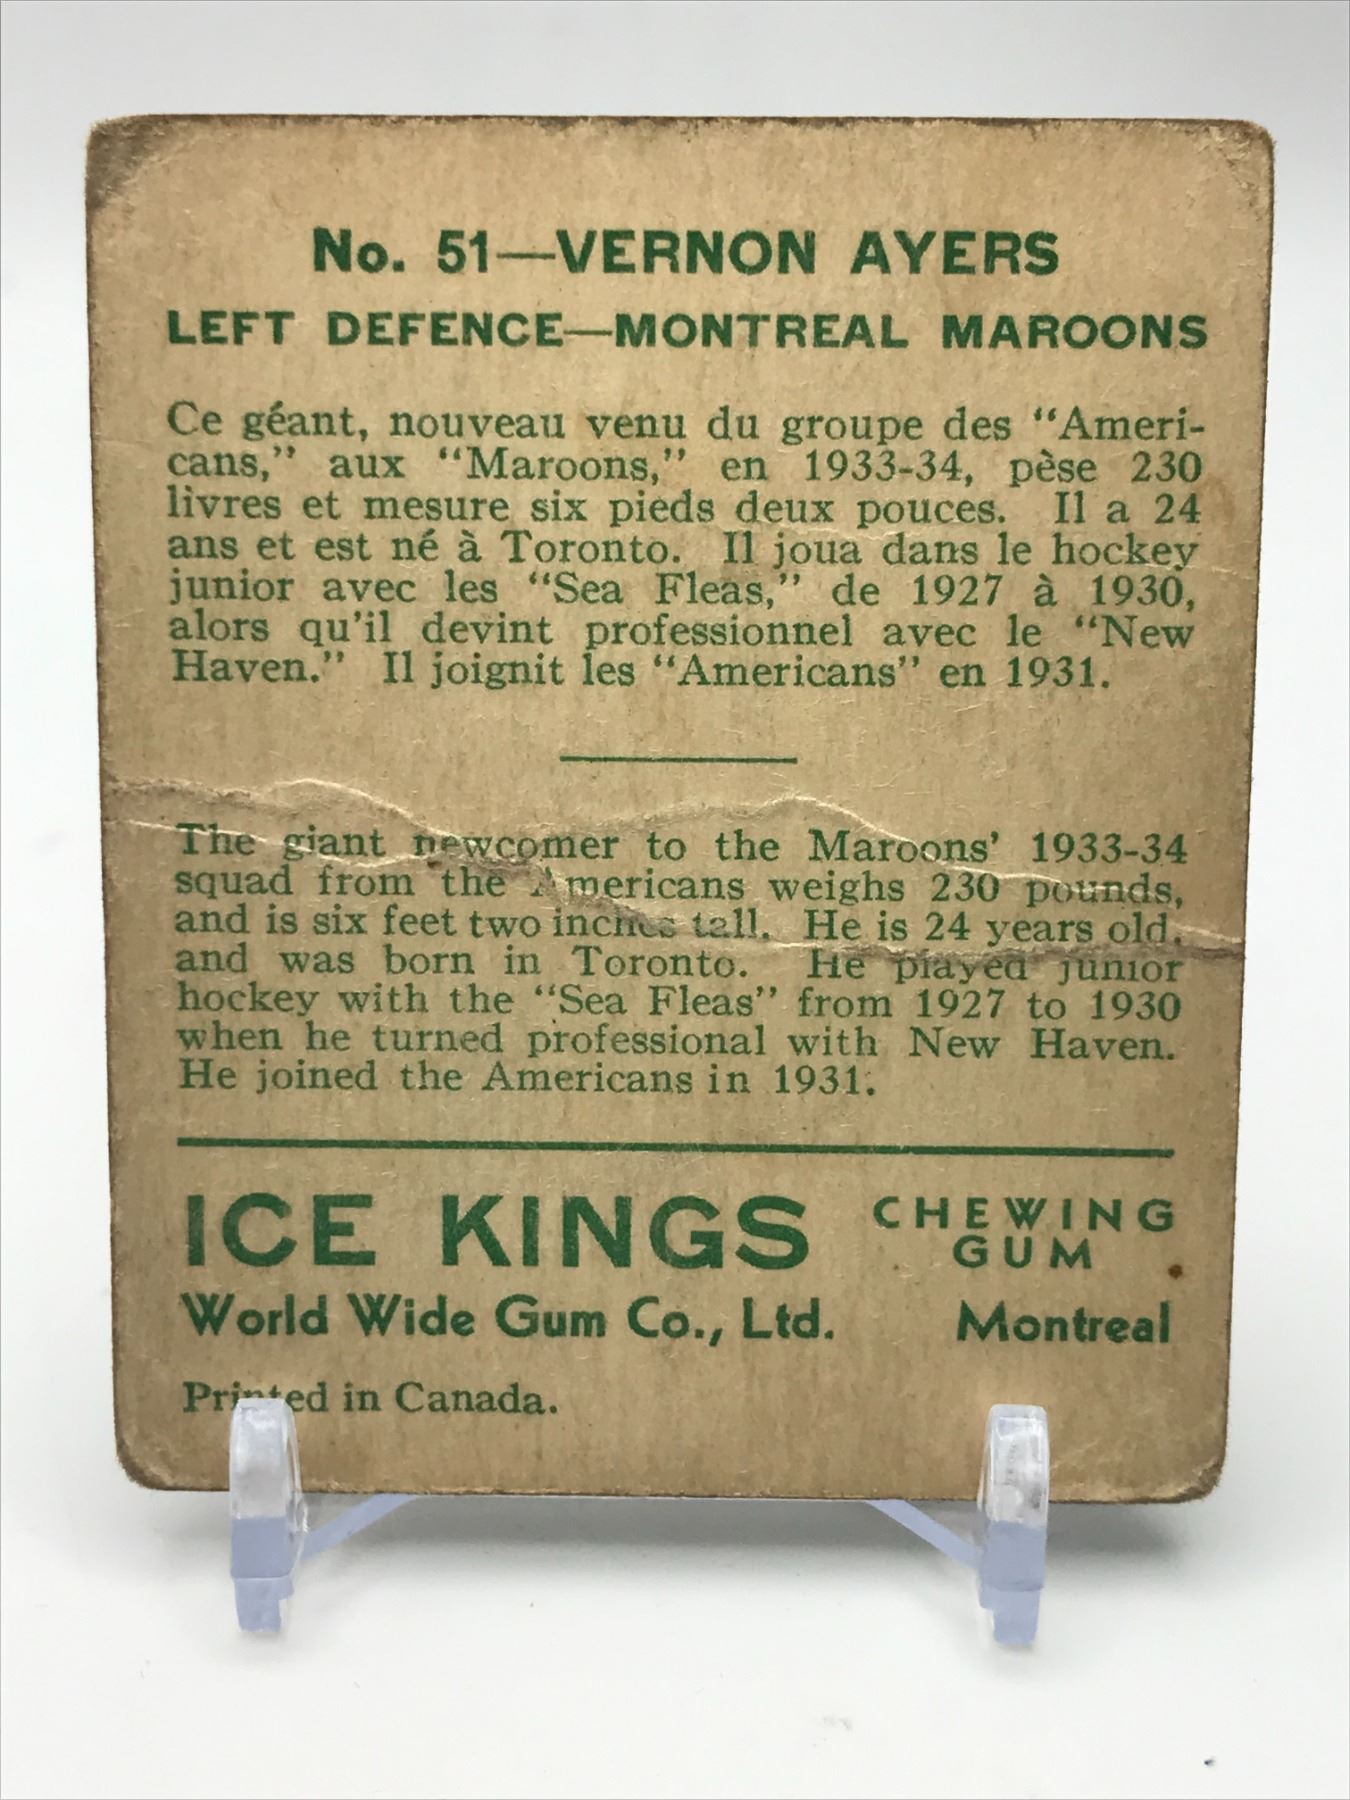 No. 51—VERNON AYERS
LEFT DEFENCE—MONTREAL MAROONS
Ce géant, nouveau venu du groupe des “Ameri-
cans,” aux “Maroons,” en 1933-34, pèse 230
livres et mesure six pieds deux pouces. Il a 24
ans et est né à Toronto. Il joua dans le hockey
junior avec les “Sea Fleas,” de 1927 à 1930,
alors qu'il devint professionnel avec le “New
Haven.” Il joignit les “Americans” en 1931.
The giant newcomer to the Maroons' 1933-34
squad from the Americans weighs 230 pounds,
and is six feet two inches tall. He is 24 years old,
and was born in Toronto. He played junior
hockey with the “Sea Fleas” from 1927 to 1930
when he turned professional with New Haven.
He joined the Americans in 1931.
ICE KINGS CHEWING
GUM
World Wide Gum Co., Ltd. Montreal
Printed in Canada.